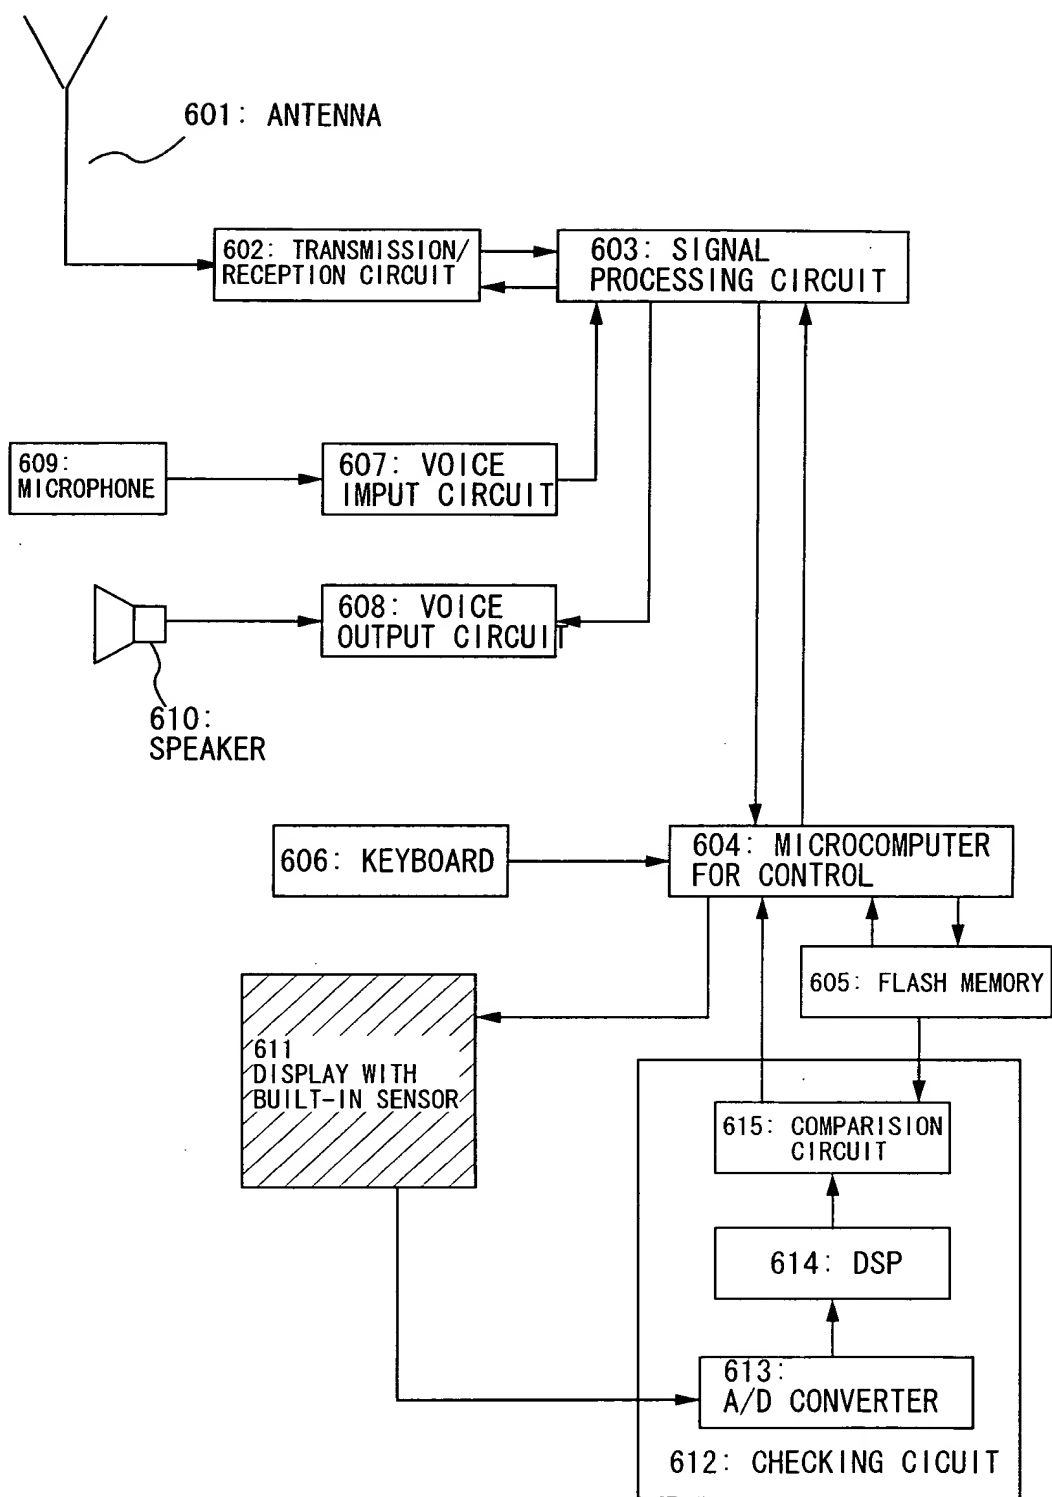 601: ANTENNA
602: TRANSMISSION/
RECEPTION CIRCUIT
603: SIGNAL
PROCESSING CIRCUIT
609:
MICROPHONE
607: VOICE
IMPUT CIRCUIT
608: VOICE
OUTPUT CIRCUIT
610:
SPEAKER
606: KEYBOARD
604: MICROCOMPUTER
FOR CONTROL
605: FLASH MEMORY
611
DISPLAY WITH
BUILT-IN SENSOR
615: COMPARISION
CIRCUIT
614: DSP
613:
A/D CONVERTER
612: CHECKING CICUIT